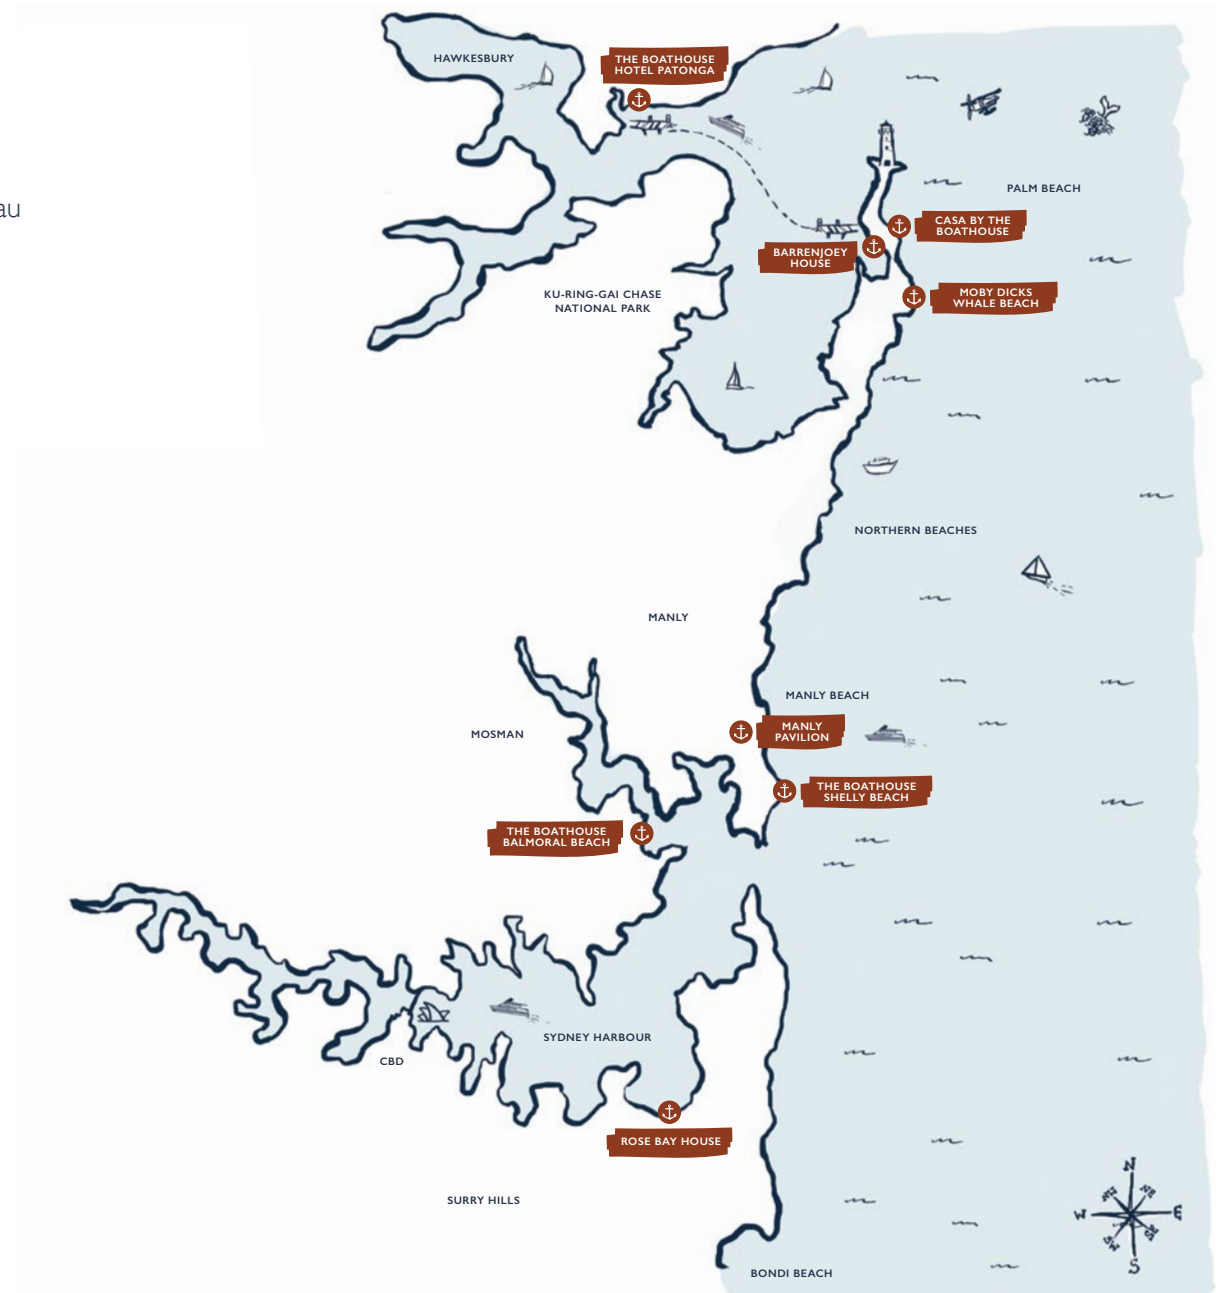 HAWKESBURY
THE BOATHOUSE
HOTEL PATONGA
au
PALM BEACH
CASA BY THE
BOATHOUSE
BARRENJOEY
HOUSE
KU-RING-GAI CHASE
NATIONAL PARK
MOBY DICKS
WHALE BEACH
NORTHERN BEACHES
MANLY
MANLY BEACH
MOSMAN
MANLY
PAVILION
THE BOATHOUSE
SHELLY BEACH
THE BOATHOUSE
BALMORAL BEACH
SYDNEY HARBOUR
CBD
ROSE BAY HOUSE
SURRY HILLS
N
NE
W
E
SW
S
BONDI BEACH